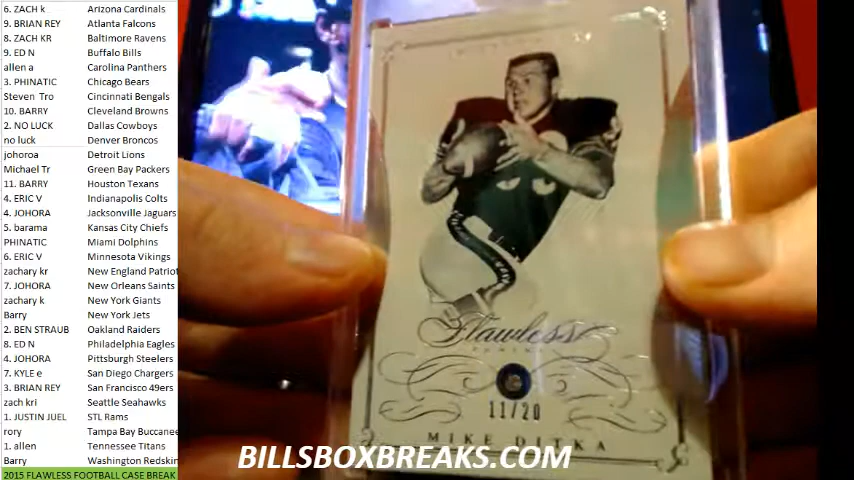 6. ZACH k Arizona Cardinals
9. BRIAN REY Atlanta Falcons
8. ZACH KR Baltimore Ravens
9. ED N Buffalo Bills
allen a Carolina Panthers
3. PHINATIC Chicago Bears
Steven Tro Cincinnati Bengals
10. BARRY Cleveland Browns
2. NO LUCK Dallas Cowboys
no luck Denver Broncos
johoroa Detroit Lions
Michael Tr Green Bay Packers
11. BARRY Houston Texans
4. ERIC V Indianapolis Colts
4. JOHORA Jacksonville Jaguars
5. barama Kansas City Chiefs
PHINATIC Miami Dolphins
6. ERIC V Minnesota Vikings
zachary kr New England Patriot
7. JOHORA New Orleans Saints
zachary k New York Giants
Barry New York Jets
2. BEN STRAUB Oakland Raiders
8. ED N Philadelphia Eagles
4. JOHORA Pittsburgh Steelers
7. KYLE e San Diego Chargers
3. BRIAN REY San Francisco 49ers
zach kri Seattle Seahawks
1. JUSTIN JUEL STL Rams
rory Tampa Bay Buccanee
1. allen Tennessee Titans
Barry Washington Redskin
2015 FLAWLESS FOOTBALL CASE BREAK
Flawless
11/20
MIKE DITKA
BILLSBOXBREAKS.COM